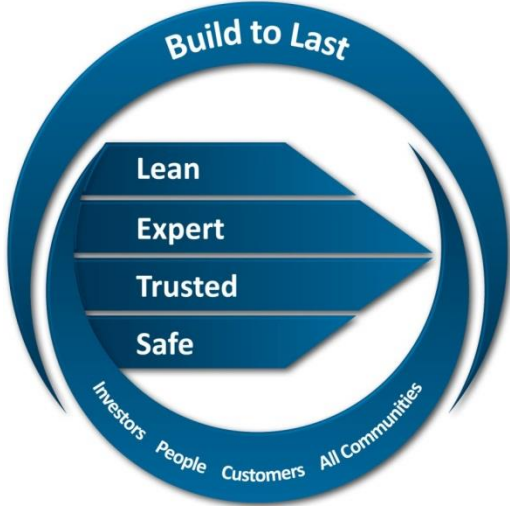 Build to Last
Lean
Expert
Trusted
Safe
Investors People Customers All Communities